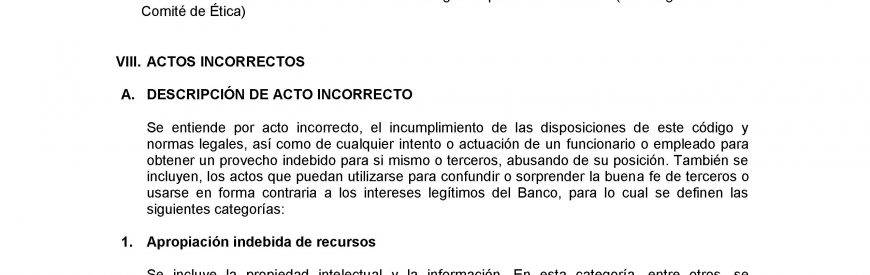 Comité de Ética)
VIII. ACTOS INCORRECTOS
A. DESCRIPCIÓN DE ACTO INCORRECTO
Se entiende por acto incorrecto, el incumplimiento de las disposiciones de este código y
normas legales, así como de cualquier intento o actuación de un funcionario o empleado para
obtener un provecho indebido para si mismo o terceros, abusando de su posición. También se
incluyen, los actos que puedan utilizarse para confundir o sorprender la buena fe de terceros o
usarse en forma contraria a los intereses legítimos del Banco, para lo cual se definen las
siguientes categorías:
1. Apropiación indebida de recursos
Se incluye la propiedad intelectual y la información. En esta categoría, entre otros, se